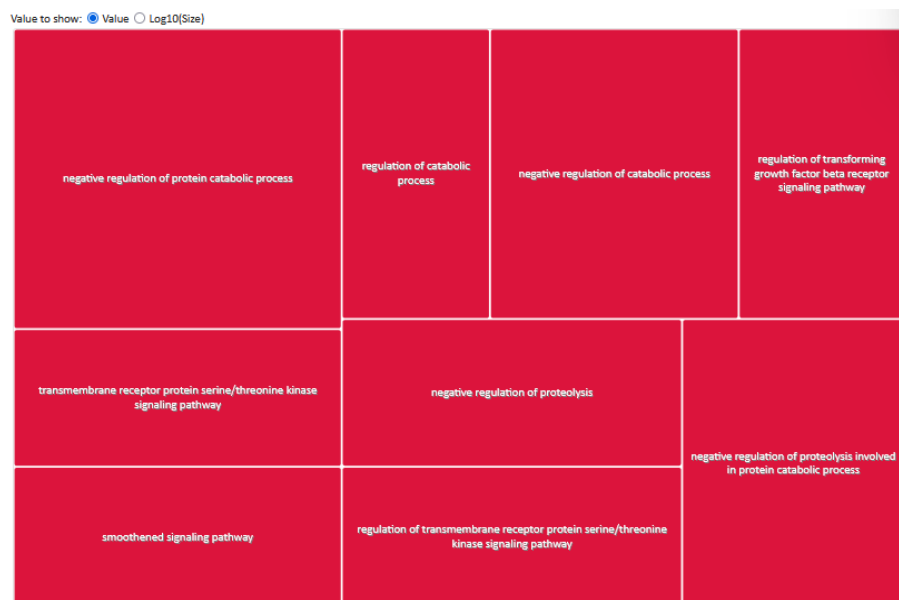 Value to show: Value Log10(Size)
negative regulation of protein catabolic process
regulation of catabolic
process
negative regulation of catabolic process
regulation of transforming
growth factor beta receptor
signaling pathway
transmembrane receptor protein serine/threonine kinase
signaling pathway
negative regulation of proteolysis
negative regulation of proteolysis involved
in protein catabolic process
smoothened signaling pathway
regulation of transmembrane receptor protein serine/threonine
kinase signaling pathway